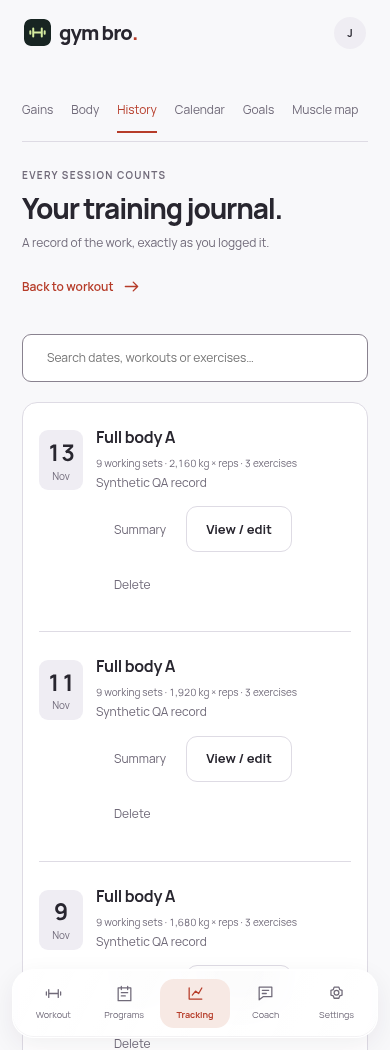 gym bro.
J
Gains Body History Calendar Goals Muscle map
EVERY SESSION COUNTS
Your training journal.
A record of the work, exactly as you logged it.
Back to workout →
Search dates, workouts or exercises…
13
Nov
Full body A
9 working sets · 2,160 kg × reps · 3 exercises
Synthetic QA record
Summary View / edit
Delete
11
Nov
Full body A
9 working sets · 1,920 kg × reps · 3 exercises
Synthetic QA record
Summary View / edit
Delete
9
Nov
Full body A
9 working sets · 1,680 kg × reps · 3 exercises
Synthetic QA record
Workout Programs Tracking Coach Settings
Delete